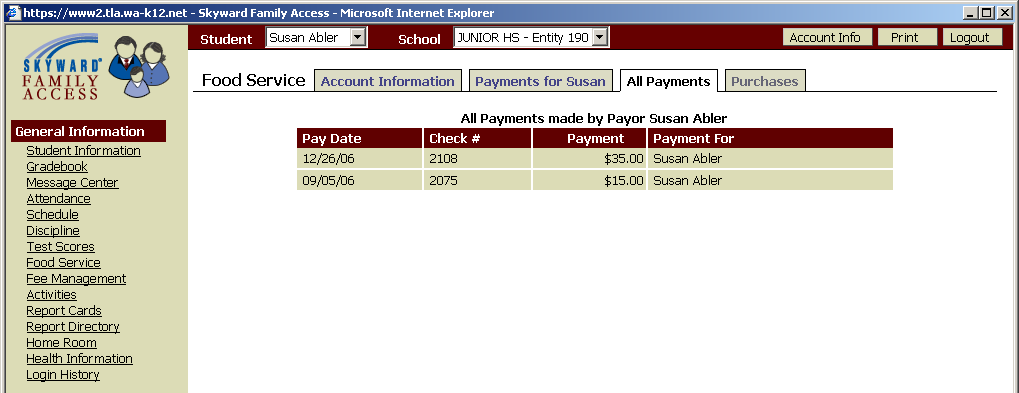 https://www2.tla.wa-k12.net - Skyward Family Access - Microsoft Internet Explorer
Student Susan Abler School JUNIOR HS - Entity 190 Account Info Print Logout
SKYWARD®
FAMILY
ACCESS
Food Service Account Information Payments for Susan All Payments Purchases
General Information
Student Information
Gradebook
Message Center
Attendance
Schedule
Discipline
Test Scores
Food Service
Fee Management
Activities
Report Cards
Report Directory
Home Room
Health Information
Login History
All Payments made by Payor Susan Abler
Pay Date Check # Payment Payment For
12/26/06 2108 $35.00 Susan Abler
09/05/06 2075 $15.00 Susan Abler